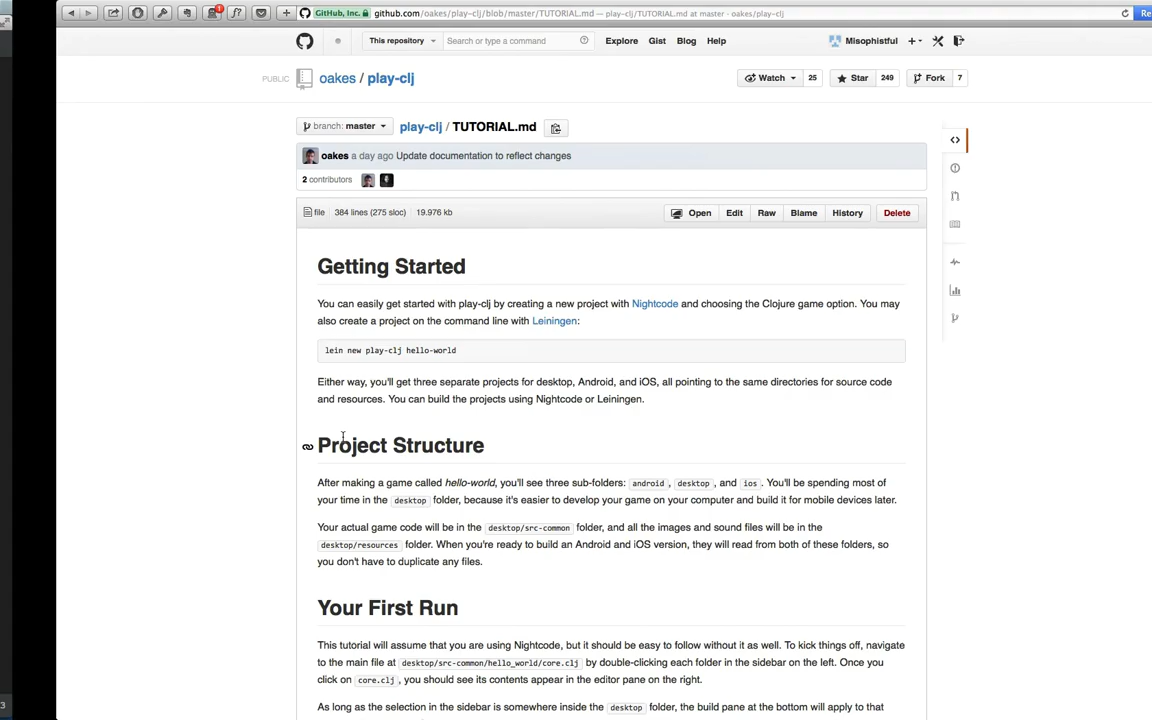 GitHub, Inc. github.com/oakes/play-clj/blob/master/TUTORIAL.md — play-clj/TUTORIAL.md at master · oakes/play-clj Re
This repository Search or type a command Explore Gist Blog Help Misophistful
PUBLIC oakes / play-clj Watch 25 Star 249 Fork 7
branch: master play-clj / TUTORIAL.md
oakes a day ago Update documentation to reflect changes
2 contributors
file 384 lines (275 sloc) 19.976 kb Open Edit Raw Blame History Delete
Getting Started
You can easily get started with play-clj by creating a new project with Nightcode and choosing the Clojure game option. You may
also create a project on the command line with Leiningen:
lein new play-clj hello-world
Either way, you'll get three separate projects for desktop, Android, and iOS, all pointing to the same directories for source code
and resources. You can build the projects using Nightcode or Leiningen.
Project Structure
After making a game called hello-world, you'll see three sub-folders: android, desktop, and ios. You'll be spending most of
your time in the desktop folder, because it's easier to develop your game on your computer and build it for mobile devices later.
Your actual game code will be in the desktop/src-common folder, and all the images and sound files will be in the
desktop/resources folder. When you're ready to build an Android and iOS version, they will read from both of these folders, so
you don't have to duplicate any files.
Your First Run
This tutorial will assume that you are using Nightcode, but it should be easy to follow without it as well. To kick things off, navigate
to the main file at desktop/src-common/hello_world/core.clj by double-clicking each folder in the sidebar on the left. Once you
click on core.clj, you should see its contents appear in the editor pane on the right.
As long as the selection in the sidebar is somewhere inside the desktop folder, the build pane at the bottom will apply to that
3